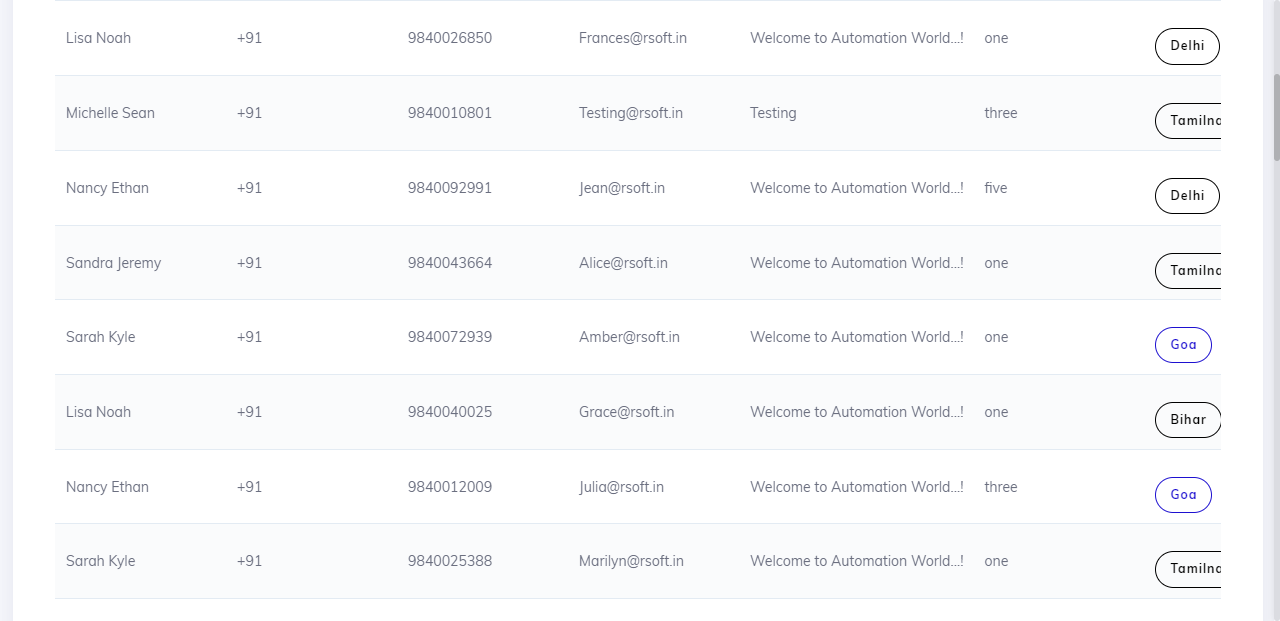 Lisa Noah +91 9840026850 Frances@rsoft.in Welcome to Automation World...! one Delhi
Michelle Sean +91 9840010801 Testing@rsoft.in Testing three Tamilna
Nancy Ethan +91 9840092991 Jean@rsoft.in Welcome to Automation World...! five Delhi
Sandra Jeremy +91 9840043664 Alice@rsoft.in Welcome to Automation World...! one Tamilna
Sarah Kyle +91 9840072939 Amber@rsoft.in Welcome to Automation World...! one Goa
Lisa Noah +91 9840040025 Grace@rsoft.in Welcome to Automation World...! one Bihar
Nancy Ethan +91 9840012009 Julia@rsoft.in Welcome to Automation World...! three Goa
Sarah Kyle +91 9840025388 Marilyn@rsoft.in Welcome to Automation World...! one Tamilna